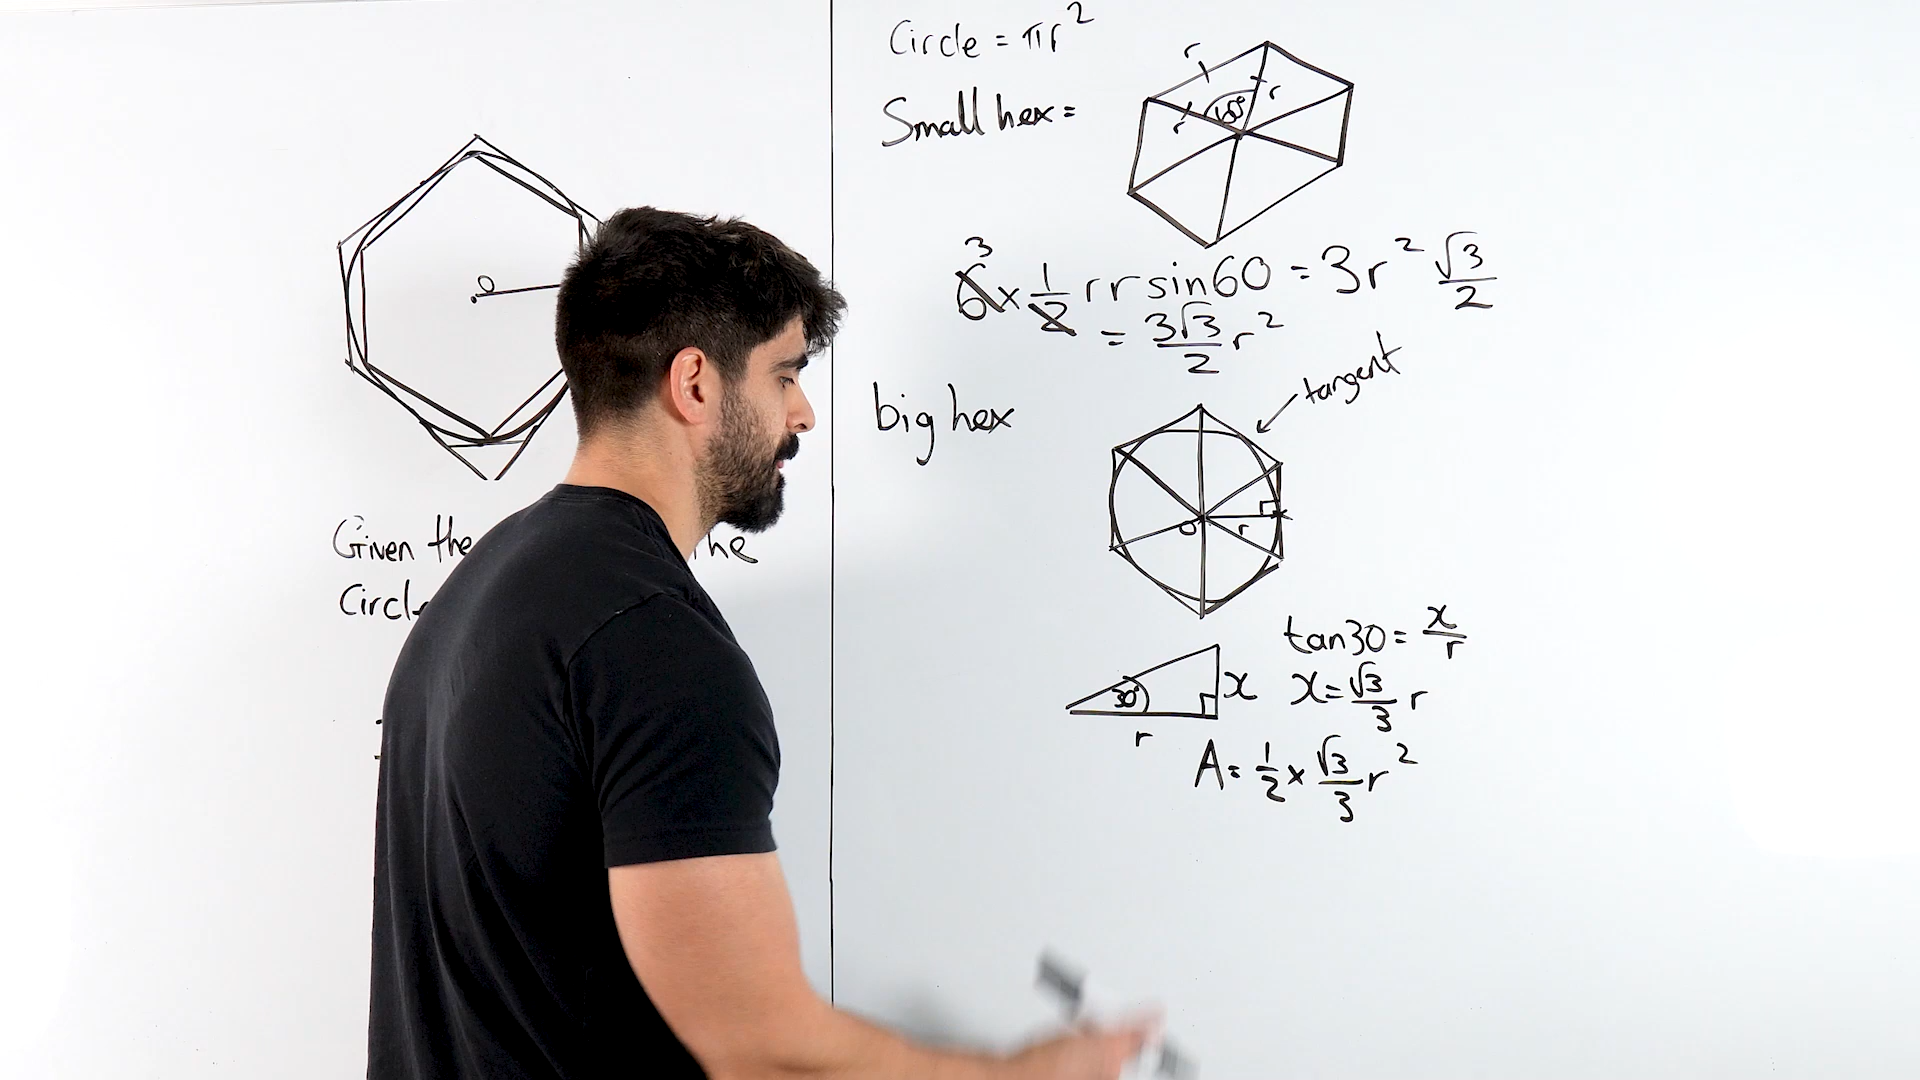 O
Given the he
Circl
Circle = πr²
Small hex =
r
60°
r
r
3
6 × 1/2 r r sin60 = 3r² √3/2
= 3√3/2 r²
big hex
tangent
O r
tan30 = x/r
30° x x = √3/3 r
r
A = 1/2 × √3/3 r²